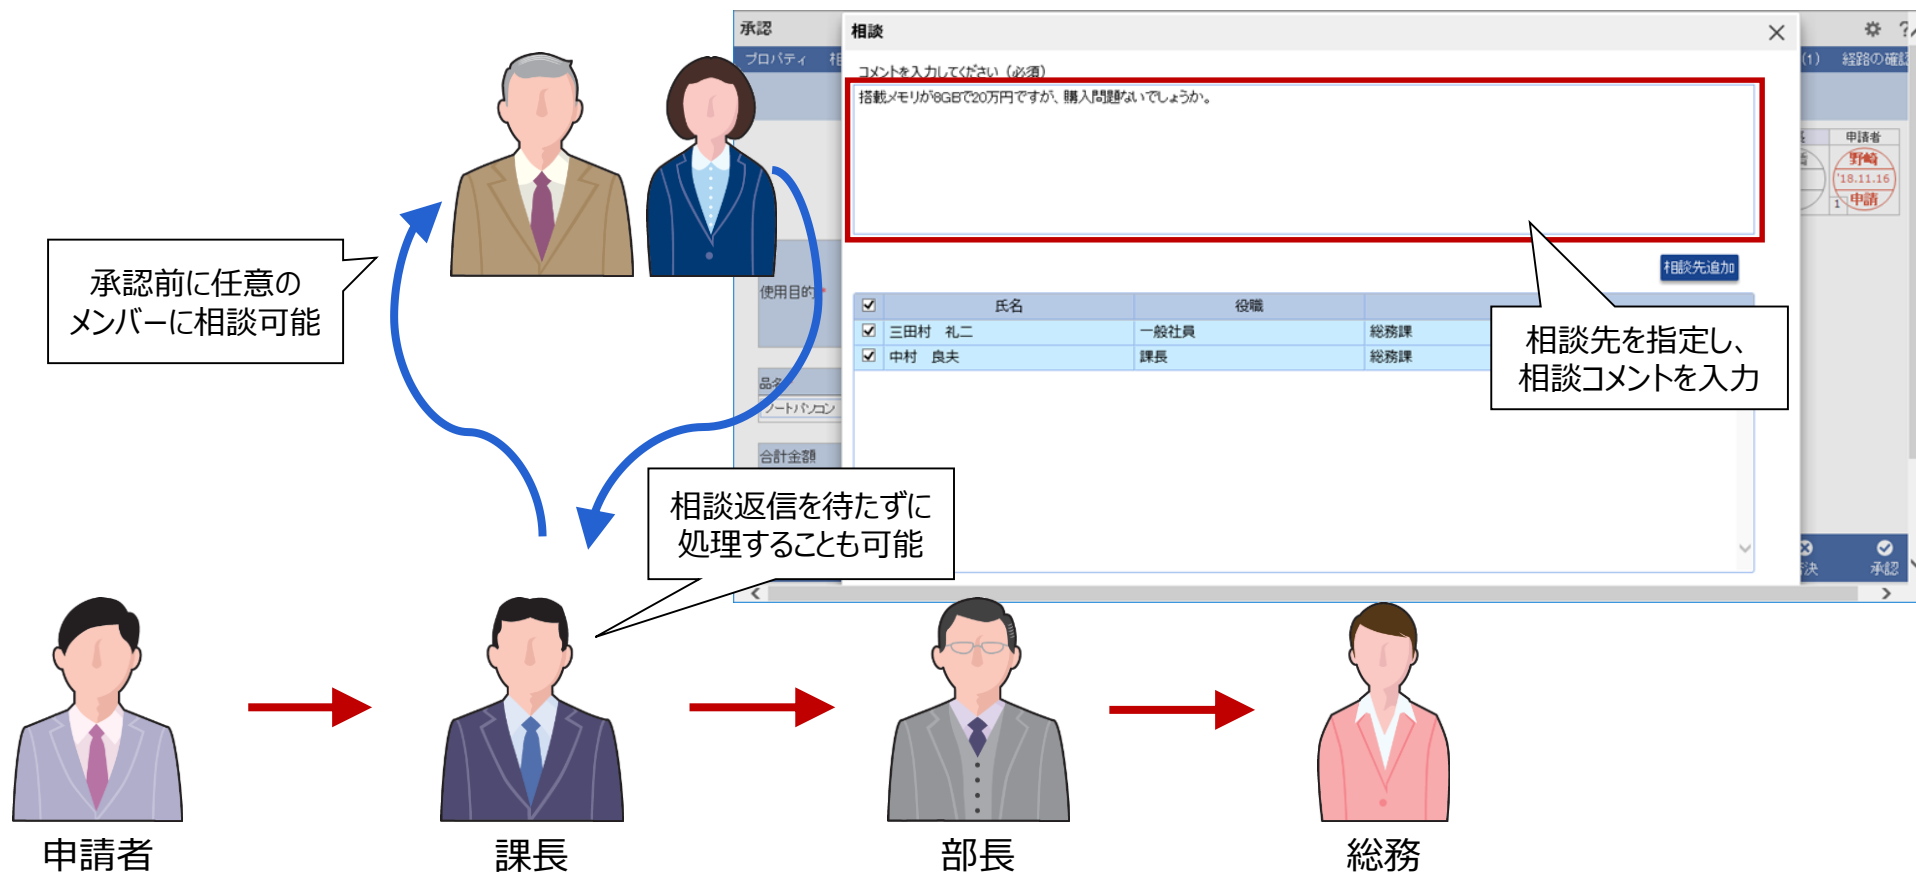 承認
相談
プロパティ
コメントを入力してください（必須）
(1)
経路の確認
搭載メモリが8GBで20万円ですが、購入問題ないでしょうか。
申請者
野崎
'18.11.16
1
申請
承認前に任意の
メンバーに相談可能
使用目的
相談先追加
氏名
役職
三田村 礼二
一般社員
総務課
中村 良夫
課長
総務課
相談先を指定し、
相談コメントを入力
品名
ノートパソコン
合計金額
相談返信を待たずに
処理することも可能
承認
申請者
課長
部長
総務